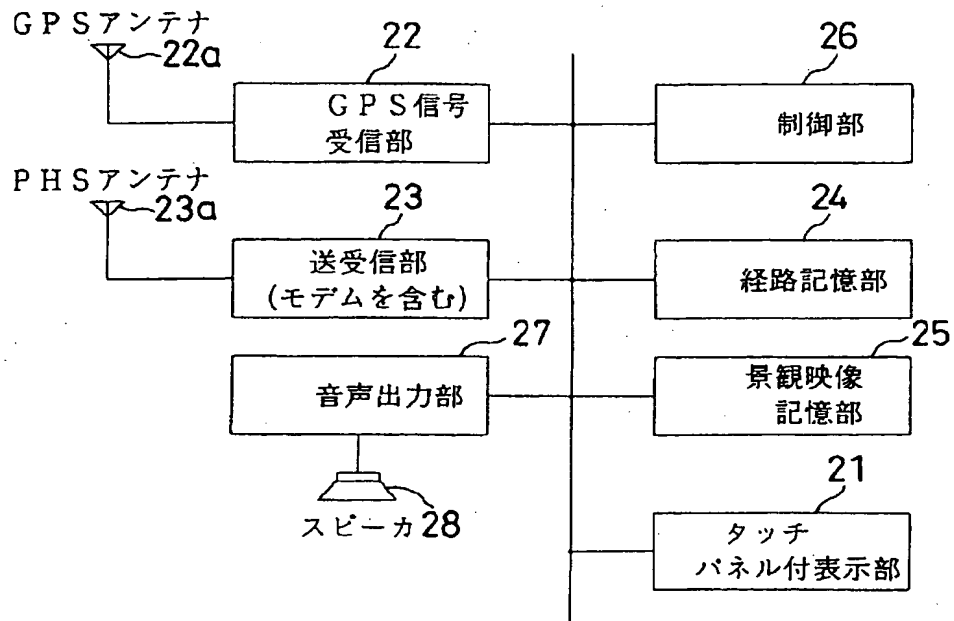 GPSアンテナ
22a
22
GPS信号
受信部
26
制御部
PHSアンテナ
23a
23
送受信部
(モデムを含む)
24
経路記憶部
27
音声出力部
25
景観映像
記憶部
スピーカ 28
21
タッチ
パネル付表示部